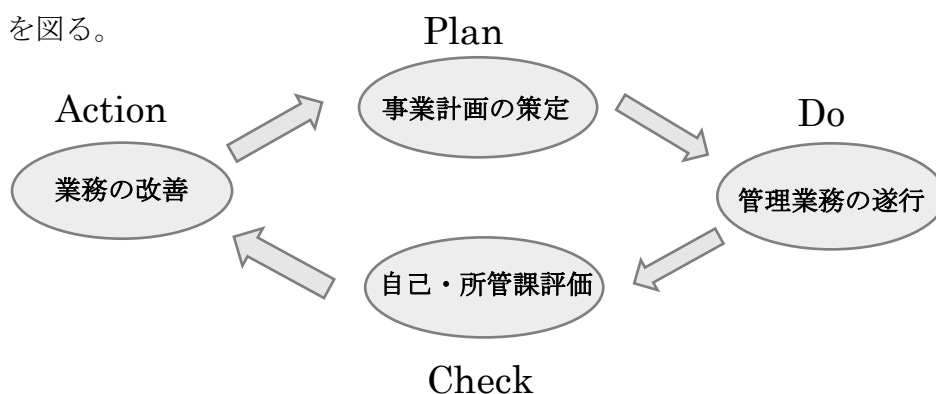 を図る。
Plan
事業計画の策定
Action
Do
業務の改善
管理業務の遂行
自己・所管課評価
Check